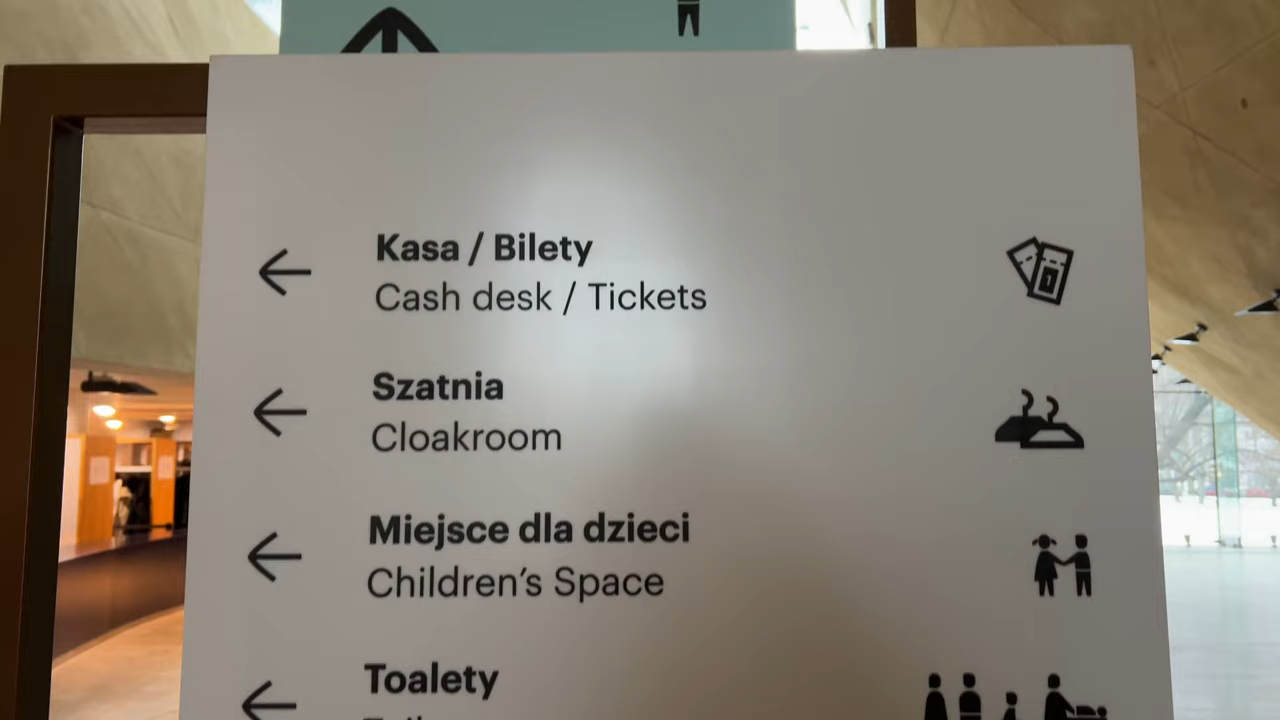 Kasa / Bilety
Cash desk / Tickets
Szatnia
Cloakroom
Miejsce dla dzieci
Children's Space
Toalety